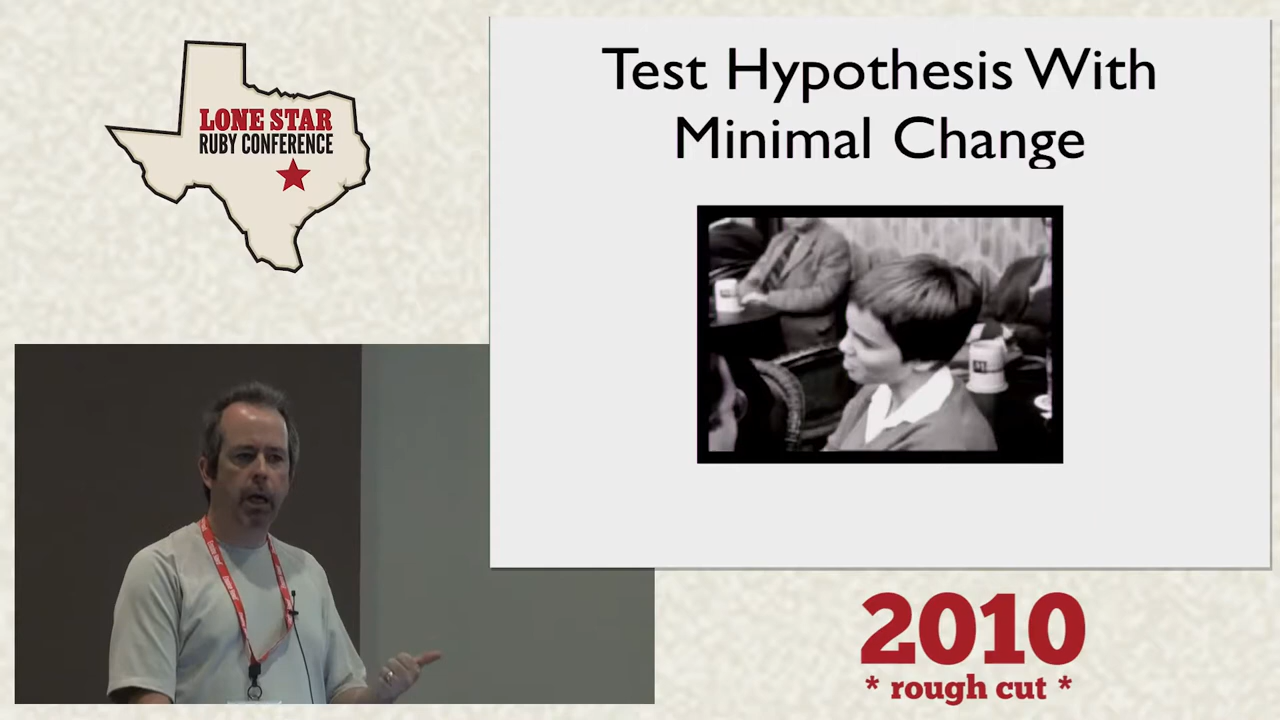 LONE STAR
RUBY CONFERENCE
Test Hypothesis With
Minimal Change
2010
* rough cut *